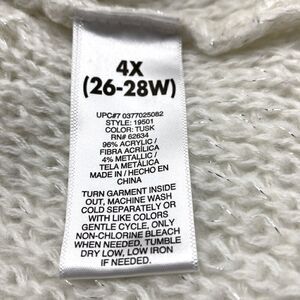 4X
(26-28W)
UPC#7 0377025082
STYLE: 19501
COLOR: TUSK
RN# 62634
96% ACRYLIC /
FIBRA ACRÍLICA
4% METALLIC /
TELA METÁLICA
MADE IN / HECHO EN
CHINA
TURN GARMENT INSIDE
OUT, MACHINE WASH
COLD SEPARATELY OR
WITH LIKE COLORS
GENTLE CYCLE, ONLY
NON-CHLORINE BLEACH
WHEN NEEDED, TUMBLE
DRY LOW, LOW IRON
IF NEEDED.